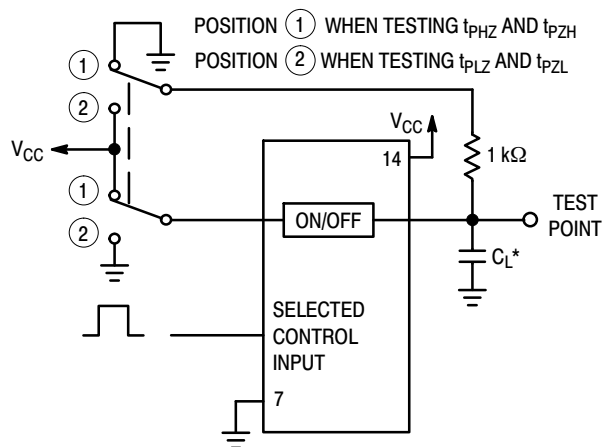 POSITION 1 WHEN TESTING tPHZ AND tPZH
POSITION 2 WHEN TESTING tPLZ AND tPZL
1
2
VCC
1
2
VCC
14
1 kΩ
ON/OFF
TEST
POINT
CL*
SELECTED
CONTROL
INPUT
7